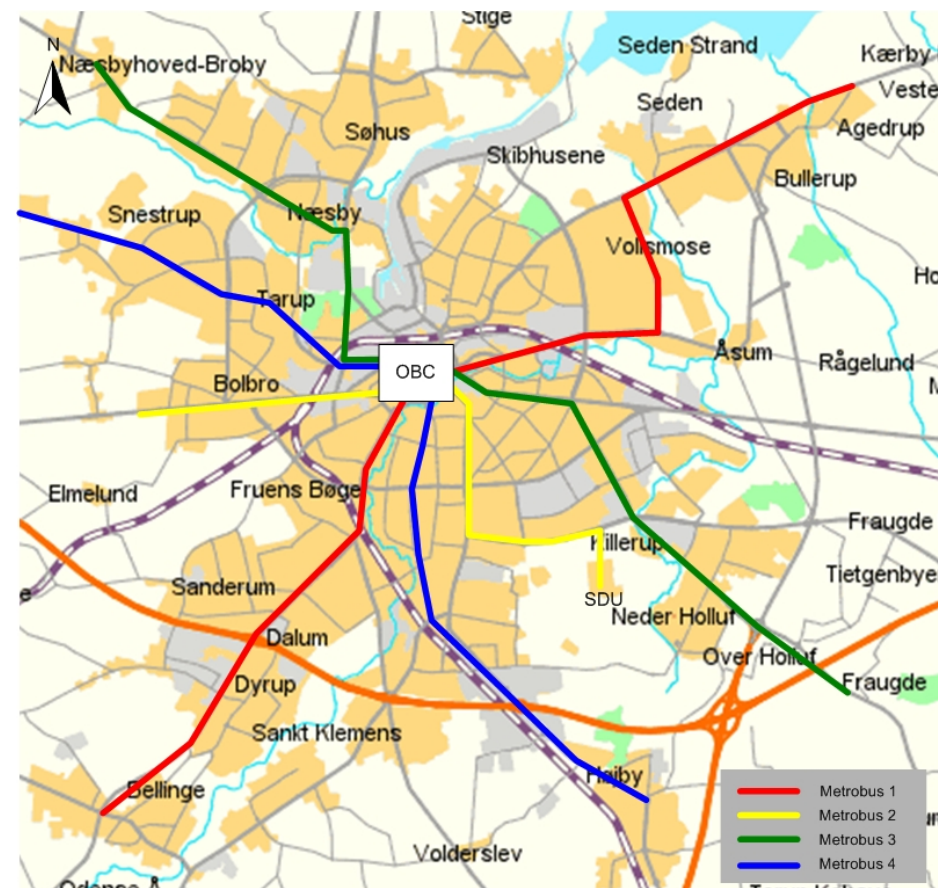 Stige
N
Næsbyhoved-Broby
Seden Strand
Kærby
Veste
Seden
Søhus
Agedrup
Skibhusene
Bullerup
Snestrup
Næsby
Vollsmose
Ho
Tarup
Åsum
Rågelund
OBC
Bolbro
Elmelund
Fruens Bøge
Fraugde
Killerup
Tietgenbye
Sanderum
e
SDU
Neder Holluf
Dalum
Over Holluf
Dyrup
Fraugde
Sankt Klemens
Højby
Bellinge
Metrobus 1
Metrobus 2
Metrobus 3
Metrobus 4
Volderslev
Odense Å